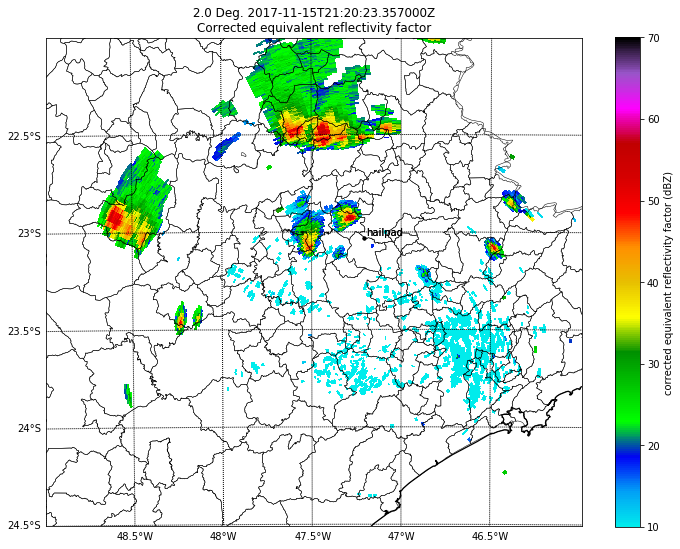 2.0 Deg. 2017-11-15T21:20:23.357000Z
Corrected equivalent reflectivity factor
70
60
50
40
30
20
10
corrected equivalent reflectivity factor (dBZ)
22.5°S
23°S
23.5°S
24°S
24.5°S
hailpad
48.5°W
48°W
47.5°W
47°W
46.5°W